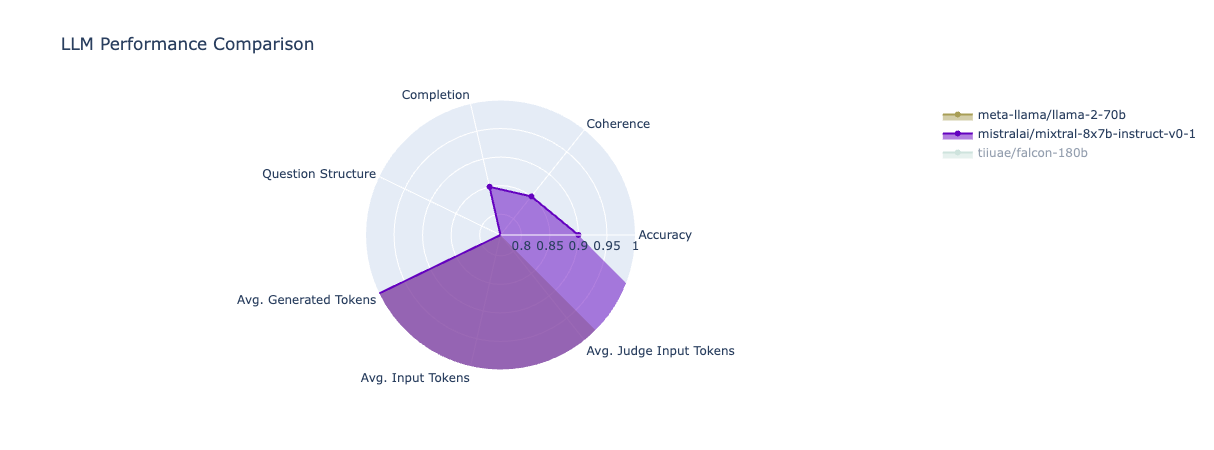 LLM Performance Comparison
Completion
Coherence
Question Structure
Accuracy
0.8 0.85 0.9 0.95 1
Avg. Generated Tokens
Avg. Judge Input Tokens
Avg. Input Tokens
meta-llama/llama-2-70b
mistralai/mixtral-8x7b-instruct-v0-1
tiiuae/falcon-180b